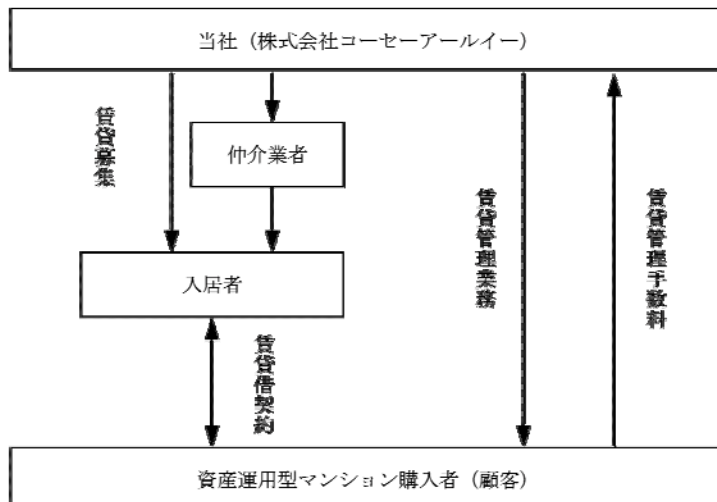 当社（株式会社コーセーアールイー）
賃貸募集
仲介業者
入居者
賃貸管理業務
賃貸管理手数料
賃貸借契約
資産運用型マンション購入者（顧客）